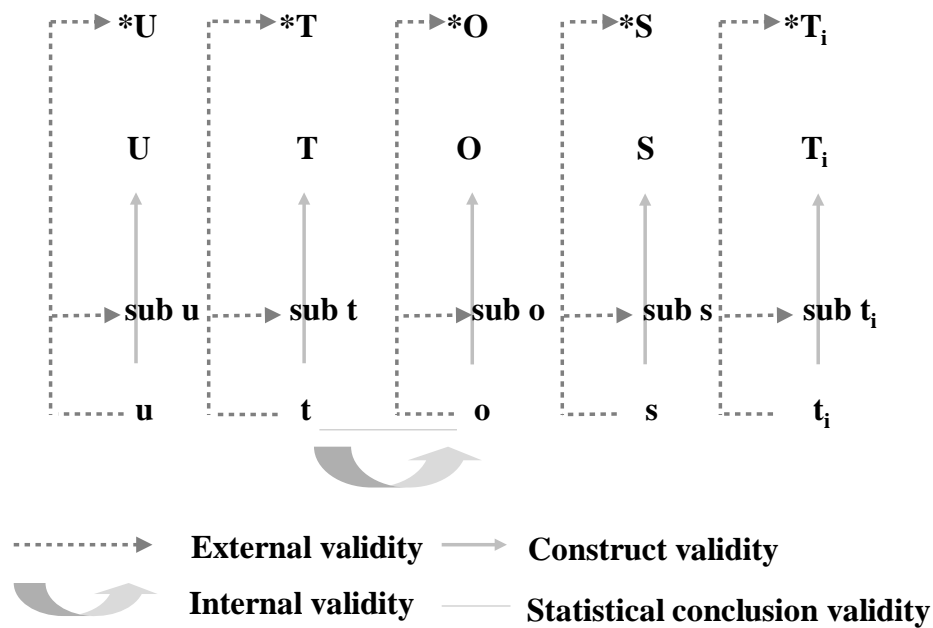 *U *T *O *S *Tᵢ
U T O S Tᵢ
sub u sub t sub o sub s sub tᵢ
u t o s tᵢ
External validity Construct validity
Internal validity Statistical conclusion validity